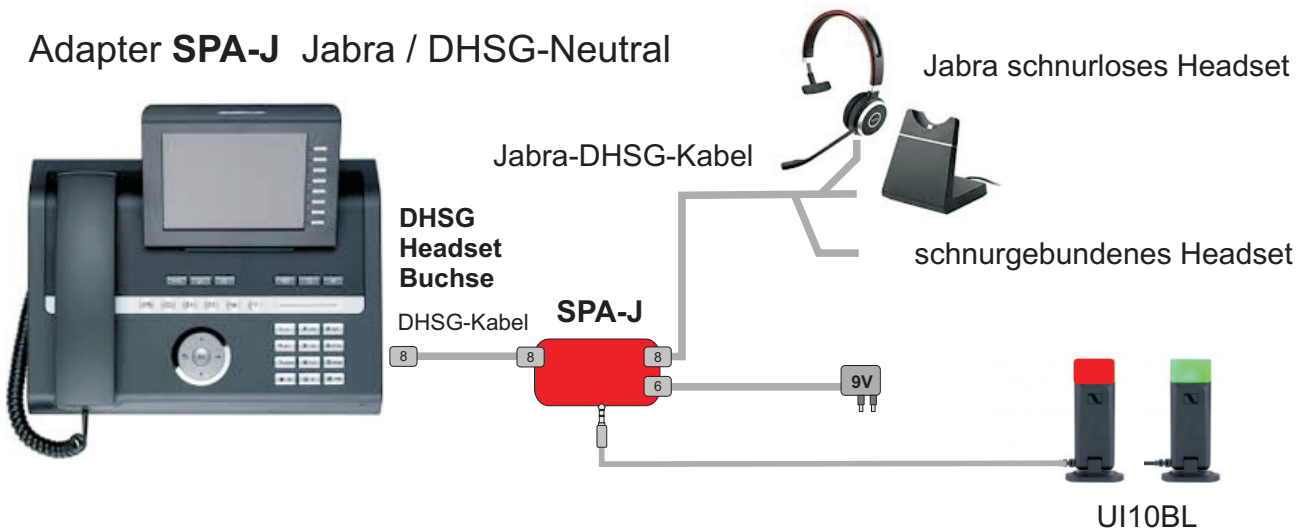 Adapter SPA-J Jabra / DHSG-Neutral
Jabra schnurloses Headset
Jabra-DHSG-Kabel
DHSG
Headset
Buchse
schnurgebundenes Headset
DHSG-Kabel
SPA-J
8
8
8
6
9V
UI10BL